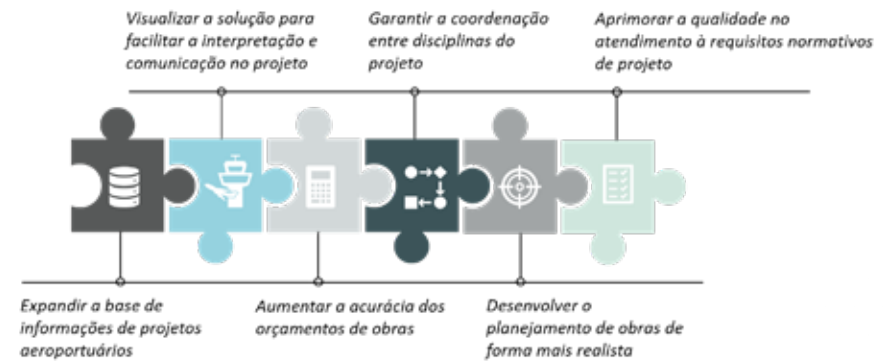 Visualizar a solução para
facilitar a interpretação e
comunicação no projeto
Garantir a coordenação
entre disciplinas do
projeto
Aprimorar a qualidade no
atendimento à requisitos normativos
de projeto
Expandir a base de
informações de projetos
aeroportuários
Aumentar a acurácia dos
orçamentos de obras
Desenvolver o
planejamento de obras de
forma mais realista